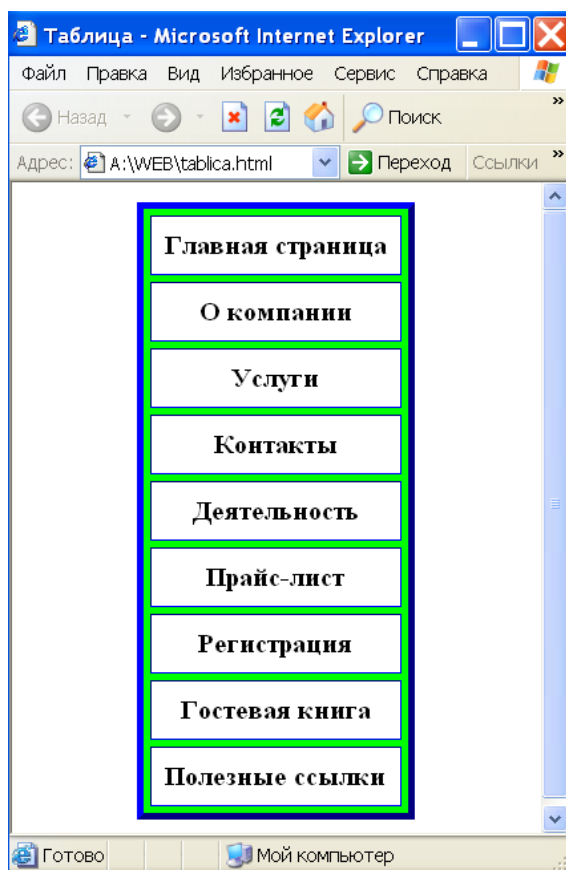 Таблица - Microsoft Internet Explorer
Файл Правка Вид Избранное Сервис Справка
Назад Поиск
Адрес: A:\WEB\tablica.html Переход Ссылки
Главная страница
О компании
Услуги
Контакты
Деятельность
Прайс-лист
Регистрация
Гостевая книга
Полезные ссылки
Готово Мой компьютер